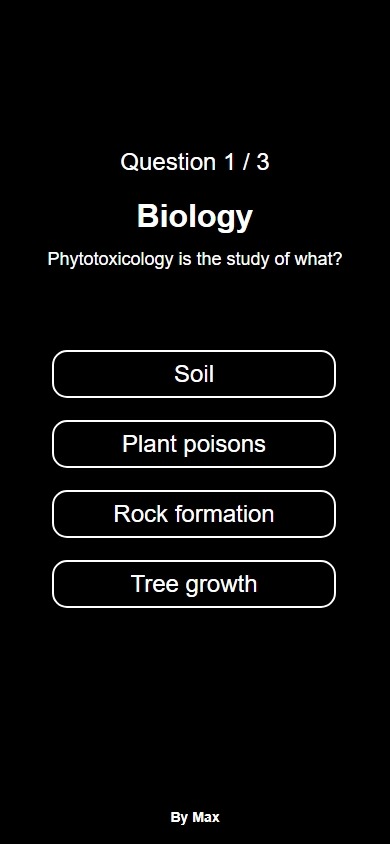 Question 1 / 3
Biology
Phytotoxicology is the study of what?
Soil
Plant poisons
Rock formation
Tree growth
By Max